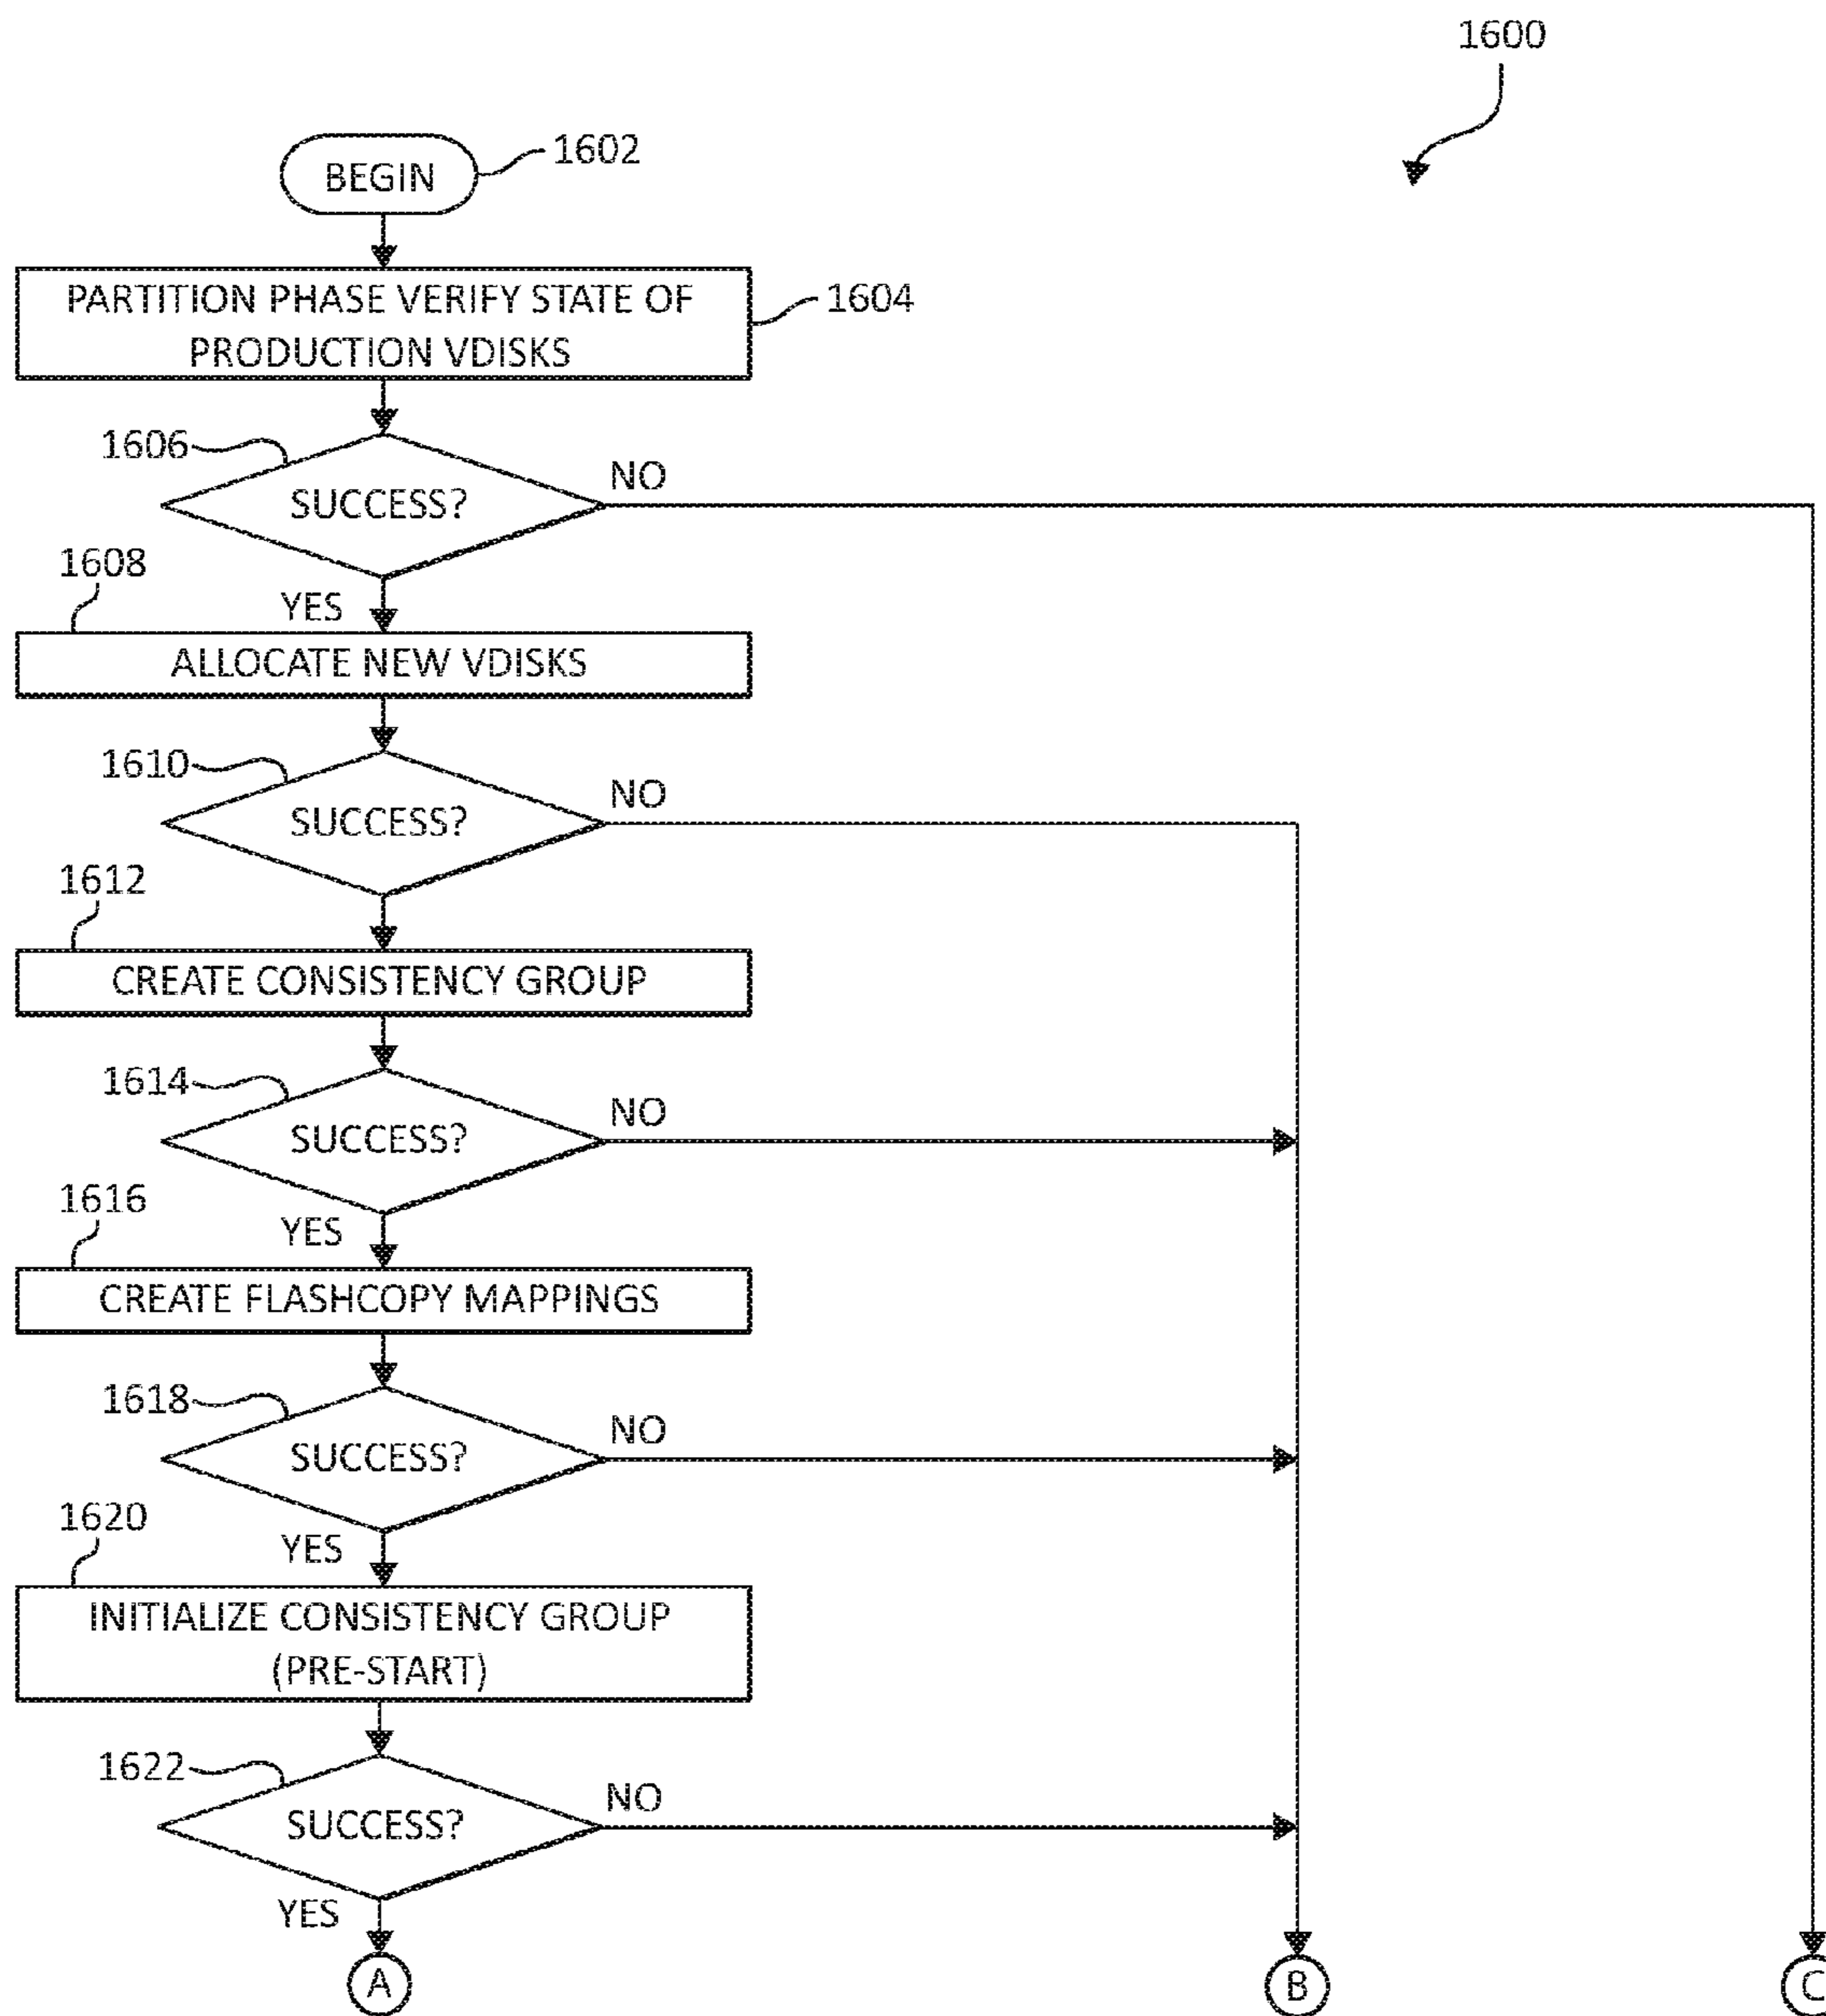 1600
BEGIN
1602
PARTITION PHASE VERIFY STATE OF
PRODUCTION VDISKS
1604
1606
SUCCESS?
NO
1608
YES
ALLOCATE NEW VDISKS
1610
SUCCESS?
NO
1612
CREATE CONSISTENCY GROUP
1614
SUCCESS?
NO
1616
YES
CREATE FLASHCOPY MAPPINGS
1618
SUCCESS?
NO
1620
YES
INITIALIZE CONSISTENCY GROUP
(PRE-START)
1622
SUCCESS?
NO
YES
A
B
C